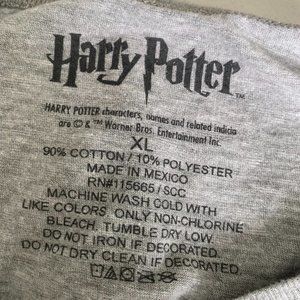 Harry Potter™
HARRY POTTER characters, names and related indicia
are © & ™ Warner Bros. Entertainment Inc.
XL
90% COTTON / 10% POLYESTER
MADE IN MEXICO
RN#115665 / SCC
MACHINE WASH COLD WITH
LIKE COLORS. ONLY NON-CHLORINE
BLEACH. TUMBLE DRY LOW.
DO NOT IRON IF DECORATED.
DO NOT DRY CLEAN IF DECORATED.